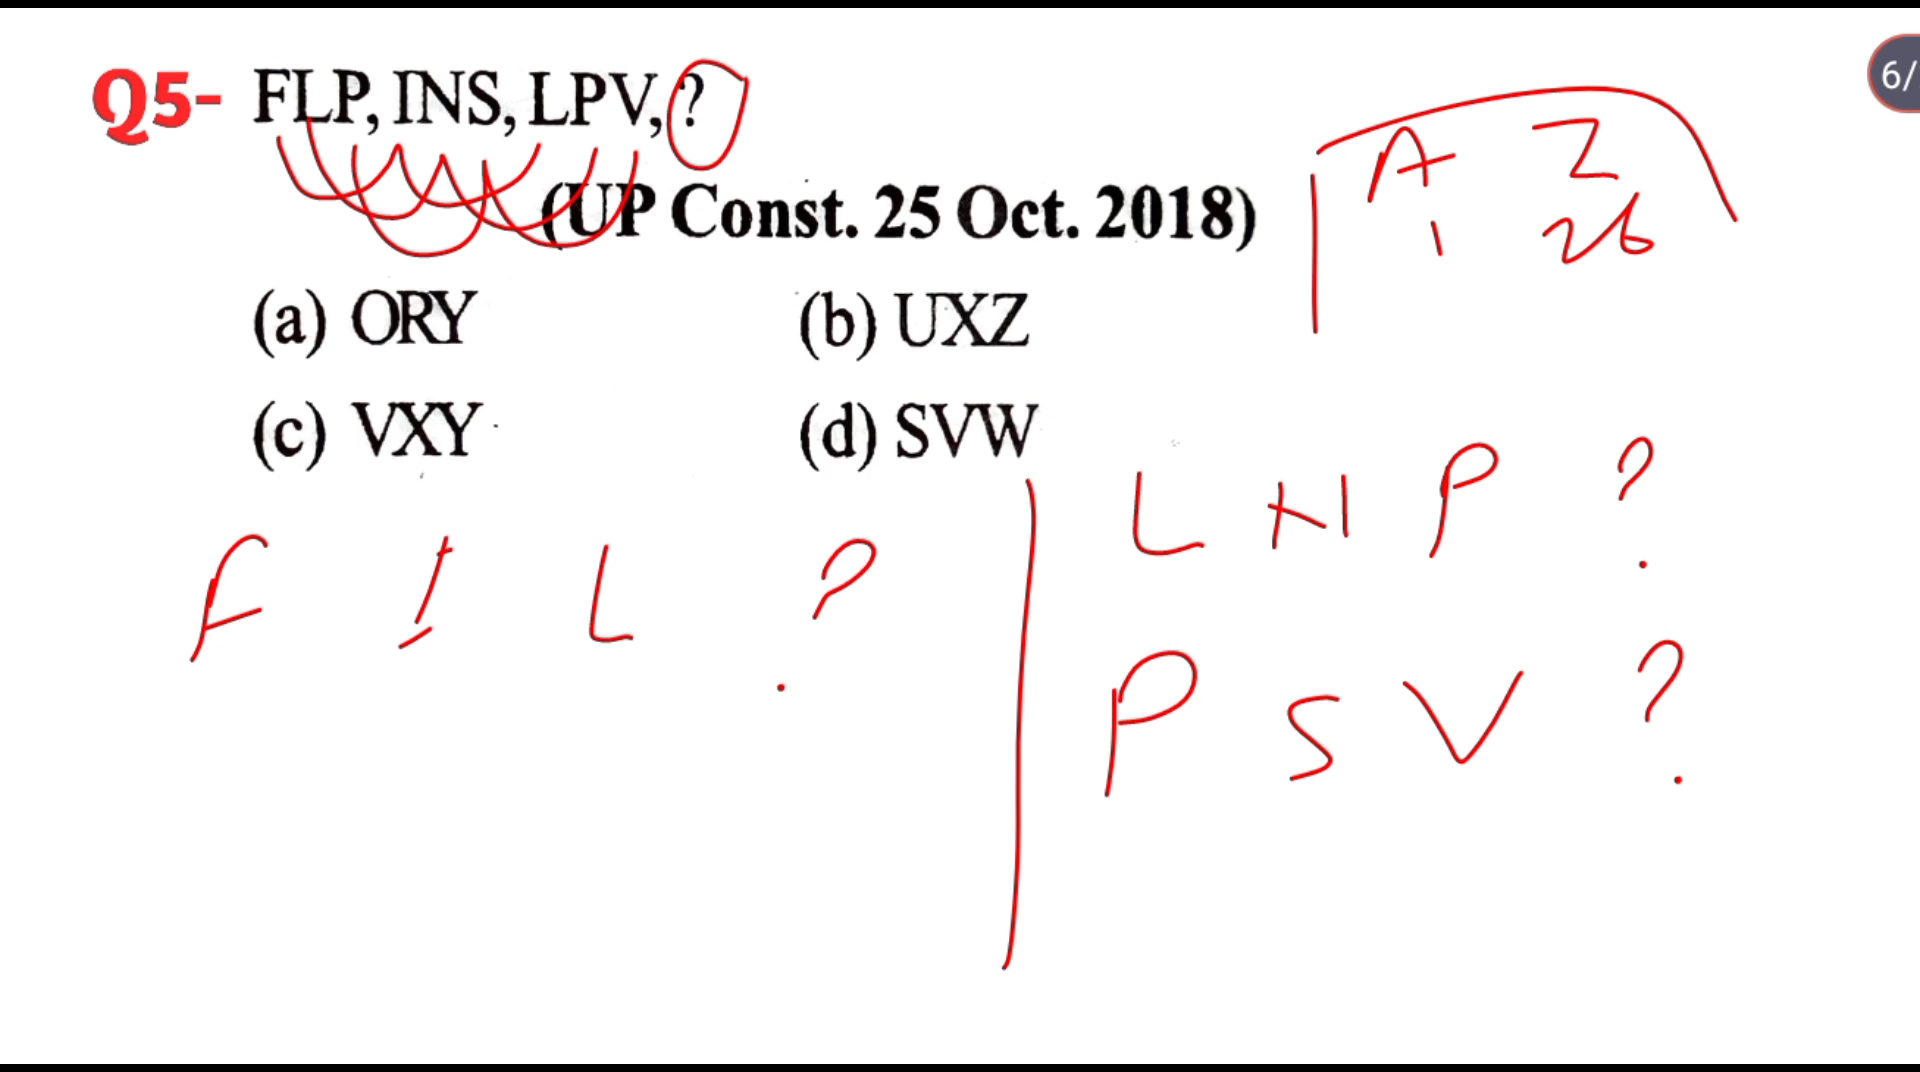 Q5- FLP, INS, LPV, ?
(UP Const. 25 Oct. 2018)
A Z
1 26
(a) ORY (b) UXZ
(c) VXY (d) SVW
F I L ?
L N P ?
P S V ?
6/